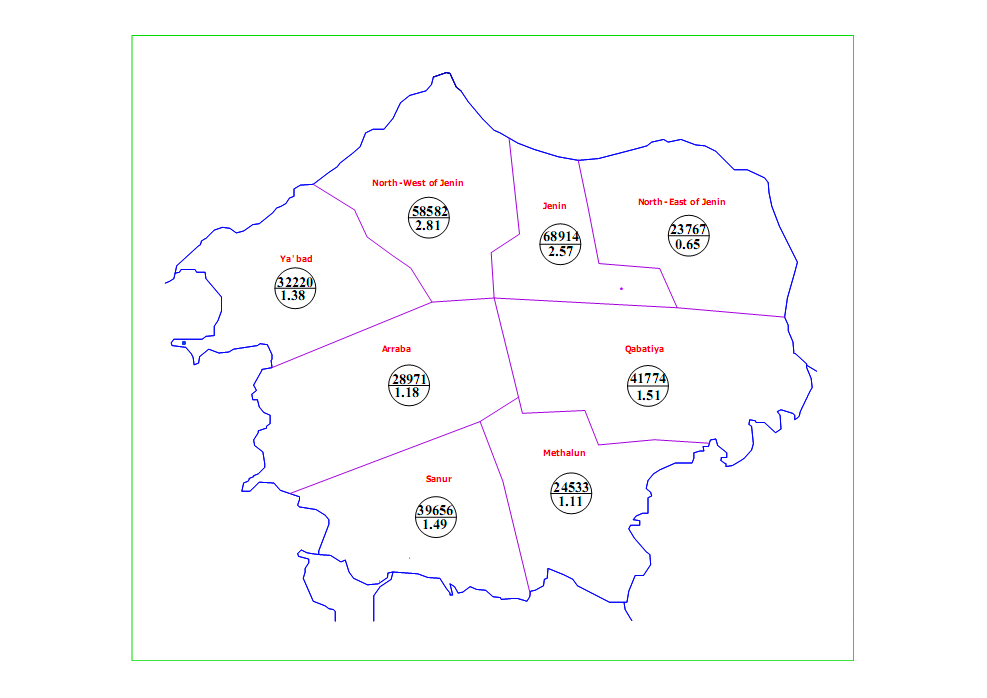 North-West of Jenin
58582
2.81
Jenin
68914
2.57
North-East of Jenin
23767
0.65
Ya'bad
32220
1.38
Arraba
28971
1.18
Qabatiya
41774
1.51
Methalun
24533
1.11
Sanur
39656
1.49